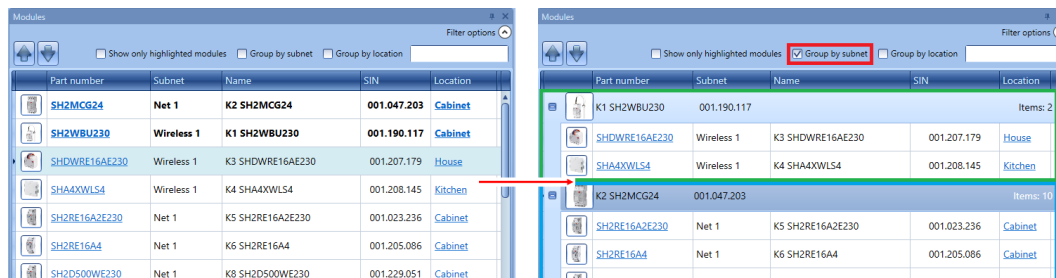 Modules
Filter options
Show only highlighted modules Group by subnet Group by location
Part number Subnet Name SIN Location
SH2MCG24 Net 1 K2 SH2MCG24 001.047.203 Cabinet
SH2WBU230 Wireless 1 K1 SH2WBU230 001.190.117 Cabinet
SHDWRE16AE230 Wireless 1 K3 SHDWRE16AE230 001.207.179 House
SHA4XWLS4 Wireless 1 K4 SHA4XWLS4 001.208.145 Kitchen
SH2RE16A2E230 Net 1 K5 SH2RE16A2E230 001.023.236 Cabinet
SH2RE16A4 Net 1 K6 SH2RE16A4 001.205.086 Cabinet
SH2D500WE230 Net 1 K8 SH2D500WE230 001.229.051 Cabinet
Modules
Filter options
Show only highlighted modules Group by subnet Group by location
Part number Subnet Name SIN Location
K1 SH2WBU230 001.190.117 Items: 2
SHDWRE16AE230 Wireless 1 K3 SHDWRE16AE230 001.207.179 House
SHA4XWLS4 Wireless 1 K4 SHA4XWLS4 001.208.145 Kitchen
K2 SH2MCG24 001.047.203 Items: 10
SH2RE16A2E230 Net 1 K5 SH2RE16A2E230 001.023.236 Cabinet
SH2RE16A4 Net 1 K6 SH2RE16A4 001.205.086 Cabinet